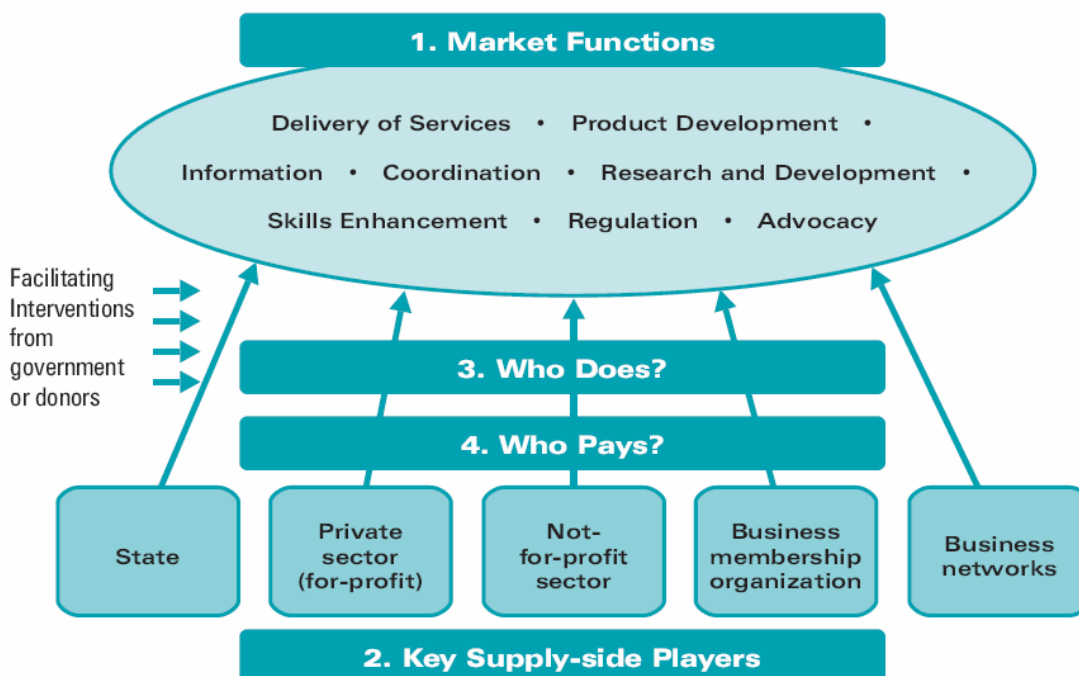 1. Market Functions
Delivery of Services • Product Development •
Information • Coordination • Research and Development •
Skills Enhancement • Regulation • Advocacy
Facilitating
Interventions
from
government
or donors
3. Who Does?
4. Who Pays?
State
Private
sector
(for-profit)
Not-
for-profit
sector
Business
membership
organization
Business
networks
2. Key Supply-side Players